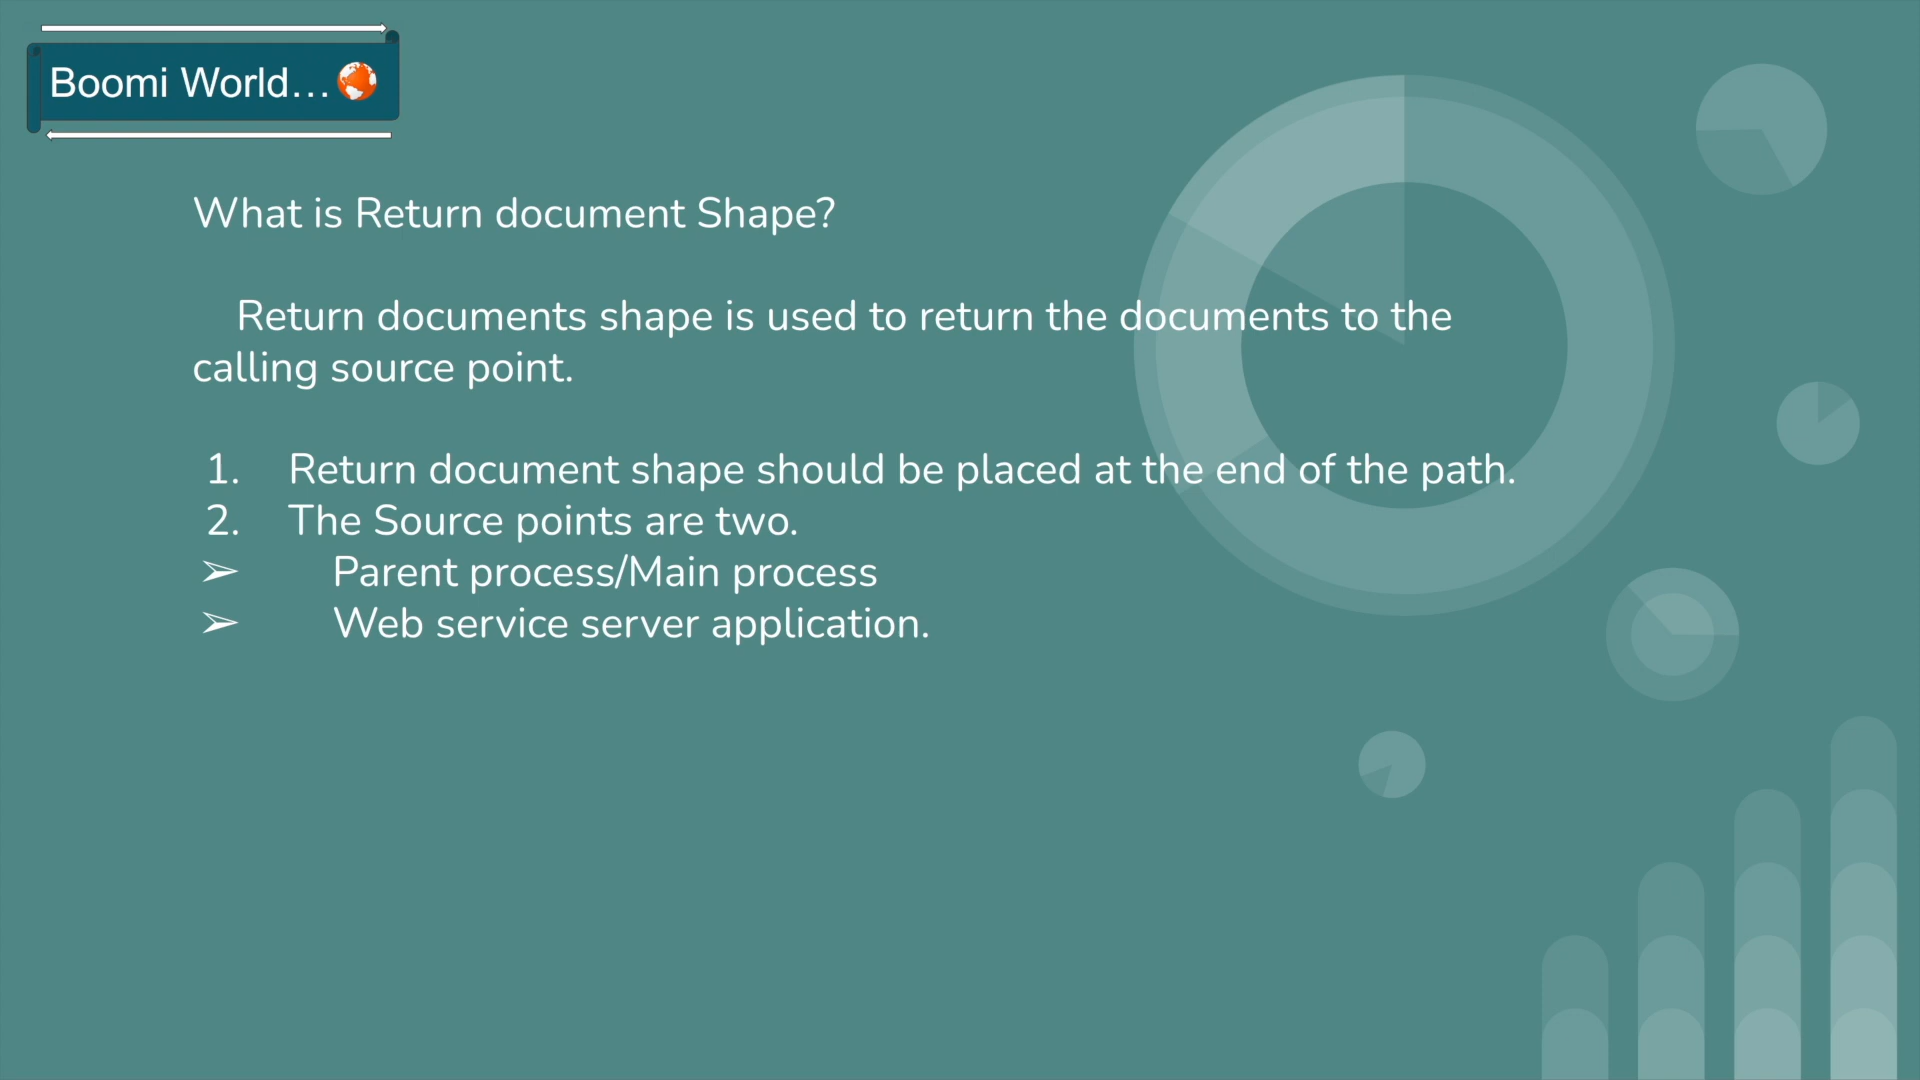 Boomi World...
What is Return document Shape?
Return documents shape is used to return the documents to the
calling source point.
1. Return document shape should be placed at the end of the path.
2. The Source points are two.
➢ Parent process/Main process
➢ Web service server application.